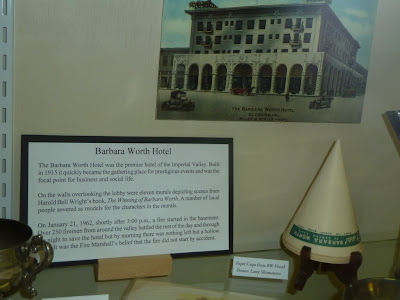 THE BARBARA WORTH HOTEL
Barbara Worth Hotel
The Barbara Worth Hotel was the premier hotel of the Imperial Valley. Built
in 1915 it quickly became the gathering place for prestigious events and was the
focal point for business and social life.
On the walls overlooking the lobby were eleven murals depicting scenes from
Harold Bell Wright's book, The Winning of Barbara Worth. A number of local
people severed as models for the characters in the murals.
On January 21, 1962, shortly after 3:00 p.m., a fire started in the basement.
Over 250 firemen from around the valley battled the rest of the day and through
night to save the hotel but by morning there was nothing left but a hollow
It was the Fire Marshall's belief that the fire did not start by accident.
BARBARA WORTH
Paper Cone from BW Hotel
Donor: